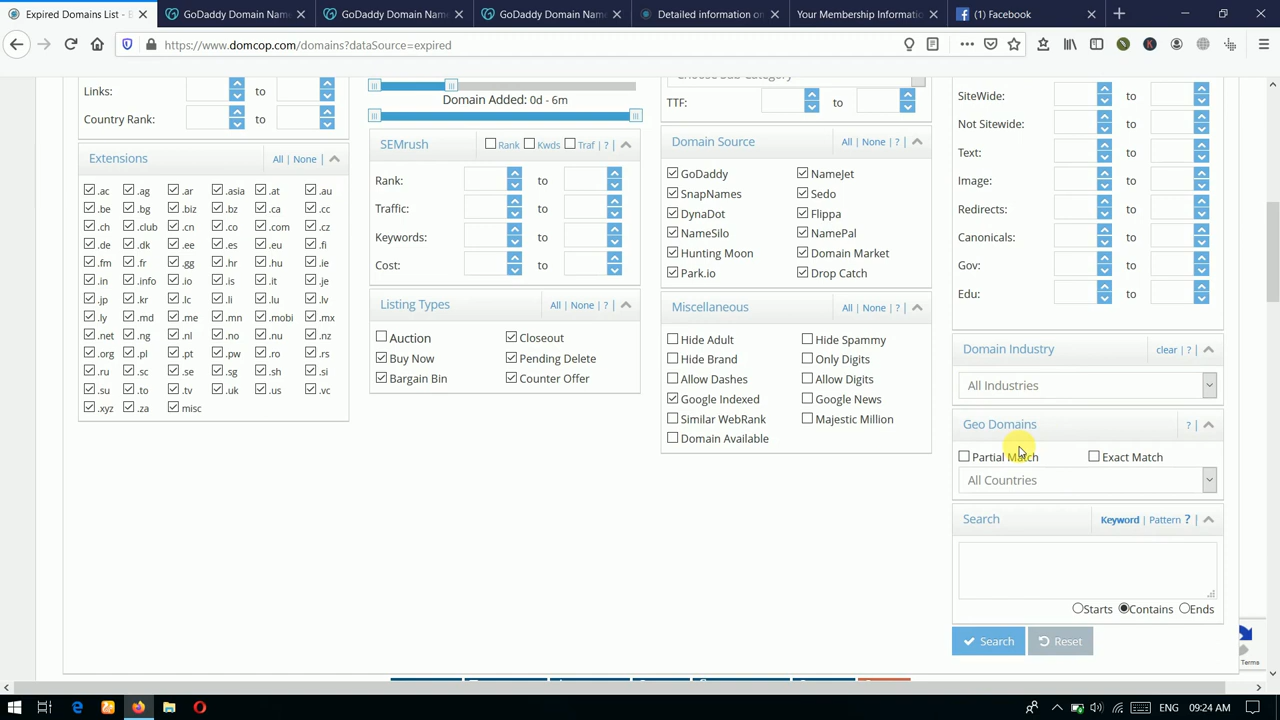 Expired Domains List - B
GoDaddy Domain Name
GoDaddy Domain Name
GoDaddy Domain Name
Detailed information on
Your Membership Informatio
(1) Facebook
https://www.domcop.com/domains?dataSource=expired
Links: to
Country Rank: to
Extensions All | None |
.ac .ag .ar .asia .at .au
.be .bg .biz .bz .ca .cc
.ch .club .cn .co .com .cz
.de .dk .ee .es .eu .fi
.fm .fr .gg .hr .hu .ie
.in .info .io .is .it .je
.jp .kr .lc .li .lu .lv
.ly .md .me .mn .mobi .mx
.net .ng .nl .no .nu .nz
.org .pl .pt .pw .ro .rs
.ru .sc .se .sg .sh .si
.su .to .tv .uk .us .vc
.xyz .za misc
Domain Added: 0d - 6m
SEMrush Rank Kwds Traf | ? |
Rank: to
Traffic: to
Keywords: to
Cost: to
Listing Types All | None | ? |
Auction Closeout
Buy Now Pending Delete
Bargain Bin Counter Offer
TTF: to
Domain Source All | None | ? |
GoDaddy NameJet
SnapNames Sedo
DynaDot Flippa
NameSilo NamePal
Hunting Moon Domain Market
Park.io Drop Catch
Miscellaneous All | None | ? |
Hide Adult Hide Spammy
Hide Brand Only Digits
Allow Dashes Allow Digits
Google Indexed Google News
Similar WebRank Majestic Million
Domain Available
SiteWide: to
Not Sitewide: to
Text: to
Image: to
Redirects: to
Canonicals: to
Gov: to
Edu: to
Domain Industry clear | ? |
All Industries
Geo Domains ? |
Partial Match Exact Match
All Countries
Search Keyword | Pattern ? |
Starts Contains Ends
Search Reset
Terms
ENG 09:24 AM